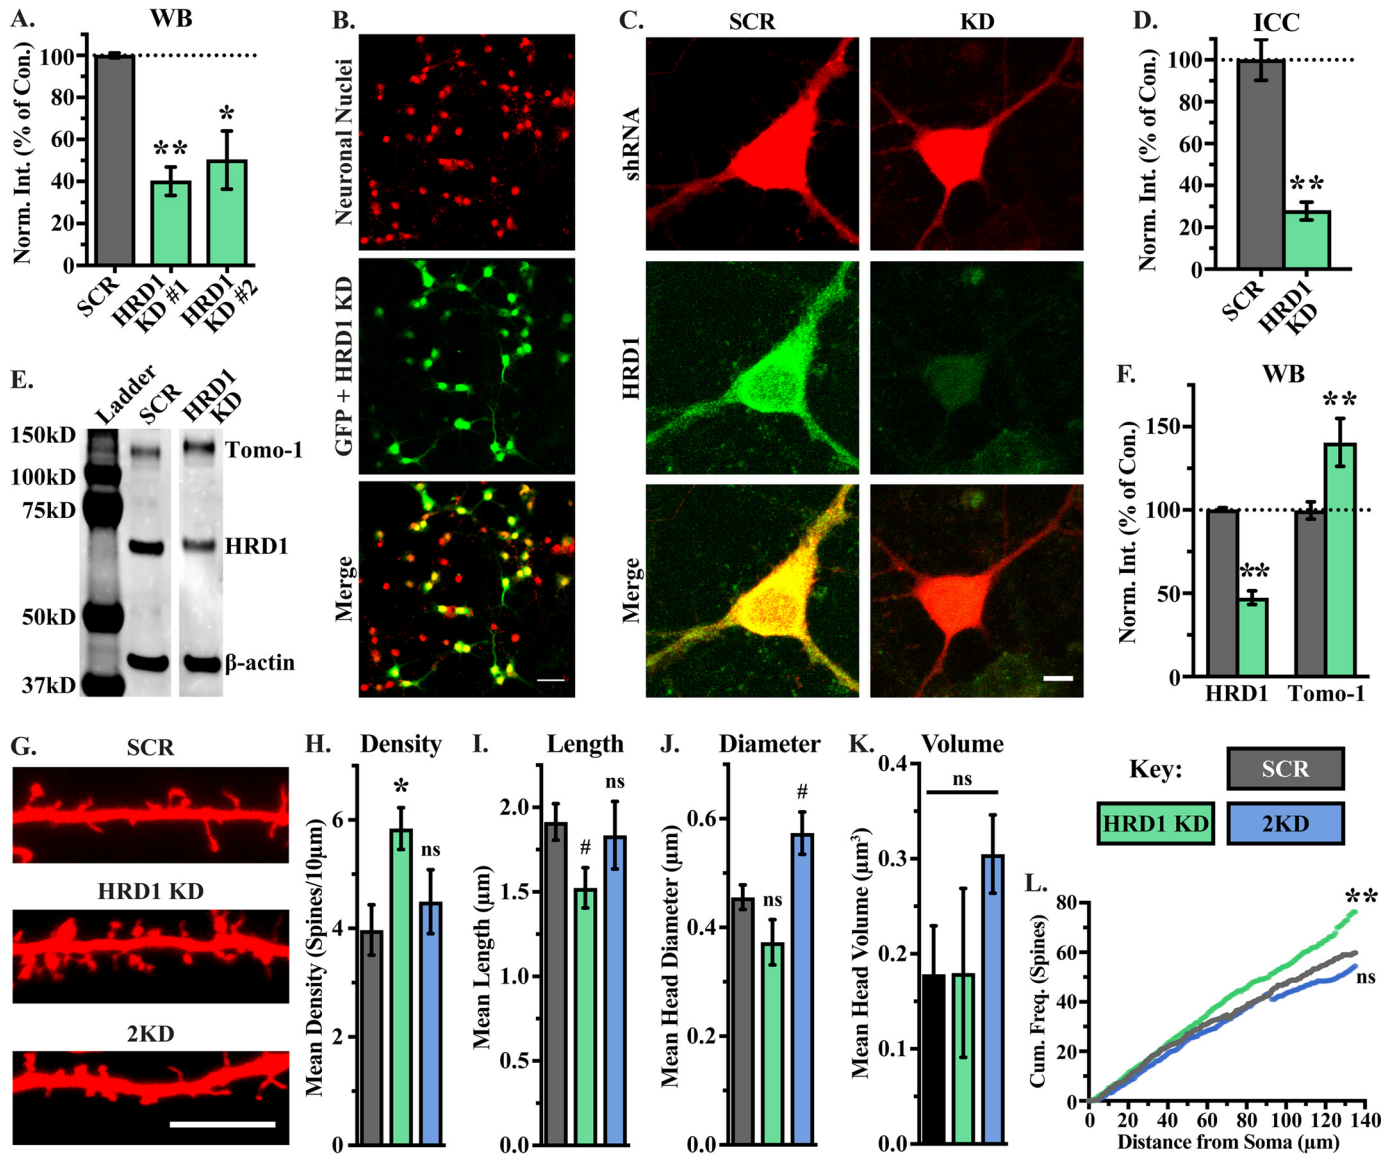 A.
WB
Norm. Int. (% of Con.)
100
80
60
40
20
0
**
*
SCR
HRD1
KD #1
HRD1
KD #2
B.
Neuronal Nuclei
GFP + HRD1 KD
Merge
C.
SCR
KD
shRNA
HRD1
Merge
D.
ICC
Norm. Int. (% of Con.)
100
80
60
40
20
0
**
SCR
HRD1
KD
E.
Ladder
SCR
HRD1
KD
150kD
100kD
75kD
50kD
37kD
Tomo-1
HRD1
β-actin
F.
WB
Norm. Int. (% of Con.)
150
100
50
0
**
**
HRD1
Tomo-1
G.
SCR
HRD1 KD
2KD
H.
Density
Mean Density (Spines/10µm)
6
4
2
0
*
ns
I.
Length
Mean Length (µm)
2.0
1.5
1.0
0.5
0.0
#
ns
J.
Diameter
Mean Head Diameter (µm)
0.6
0.4
0.2
0.0
ns
#
K.
Volume
Mean Head Volume (µm³)
0.4
0.3
0.2
0.1
0.0
ns
Key:
SCR
HRD1 KD
2KD
L.
Cum. Freq. (Spines)
80
60
40
20
0
**
ns
0 20 40 60 80 100 120 140
Distance from Soma (µm)